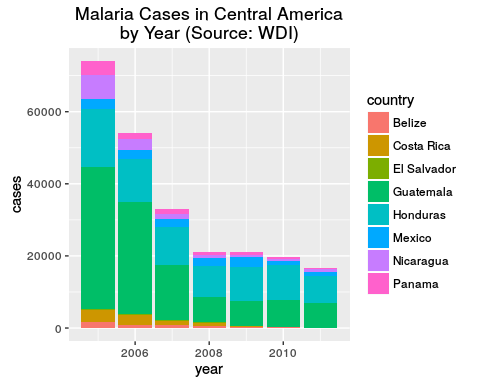 Malaria Cases in Central America
by Year (Source: WDI)
cases
60000
40000
20000
0
2006
2008
2010
year
country
Belize
Costa Rica
El Salvador
Guatemala
Honduras
Mexico
Nicaragua
Panama